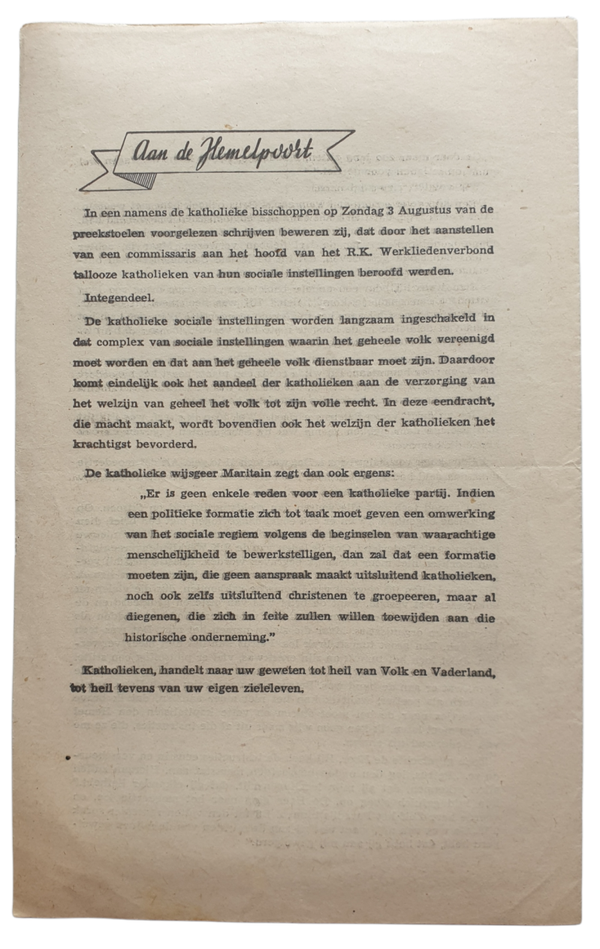 Aan de Hemelpoort
In een namens de katholieke bisschoppen op Zondag 3 Augustus van de
preekstoelen voorgelezen schrijven beweren zij, dat door het aanstellen
van een commissaris aan het hoofd van het R.K. Werkliedenverbond
tallooze katholieken van hun sociale instellingen beroofd werden.
Integendeel.
De katholieke sociale instellingen worden langzaam ingeschakeld in
dat complex van sociale instellingen waarin het geheele volk vereenigd
moet worden en dat aan het geheele volk dienstbaar moet zijn. Daardoor
komt eindelijk ook het aandeel der katholieken aan de verzorging van
het welzijn van geheel het volk tot zijn volle recht. In deze eendracht,
die macht maakt, wordt bovendien ook het welzijn der katholieken het
krachtigst bevorderd.
De katholieke wijsgeer Maritain zegt dan ook ergens:
„Er is geen enkele reden voor een katholieke partij. Indien
een politieke formatie zich tot taak moet geven een omwerking
van het sociale regiem volgens de beginselen van waarachtige
menschelijkheid te bewerkstelligen, dan zal dat een formatie
moeten zijn, die geen aanspraak maakt uitsluitend katholieken,
noch ook zelfs uitsluitend christenen te groepeeren, maar al
diegenen, die zich in feite zullen willen toewijden aan die
historische onderneming.”
Katholieken, handelt naar uw geweten tot heil van Volk en Vaderland,
tot heil tevens van uw eigen zieleleven.